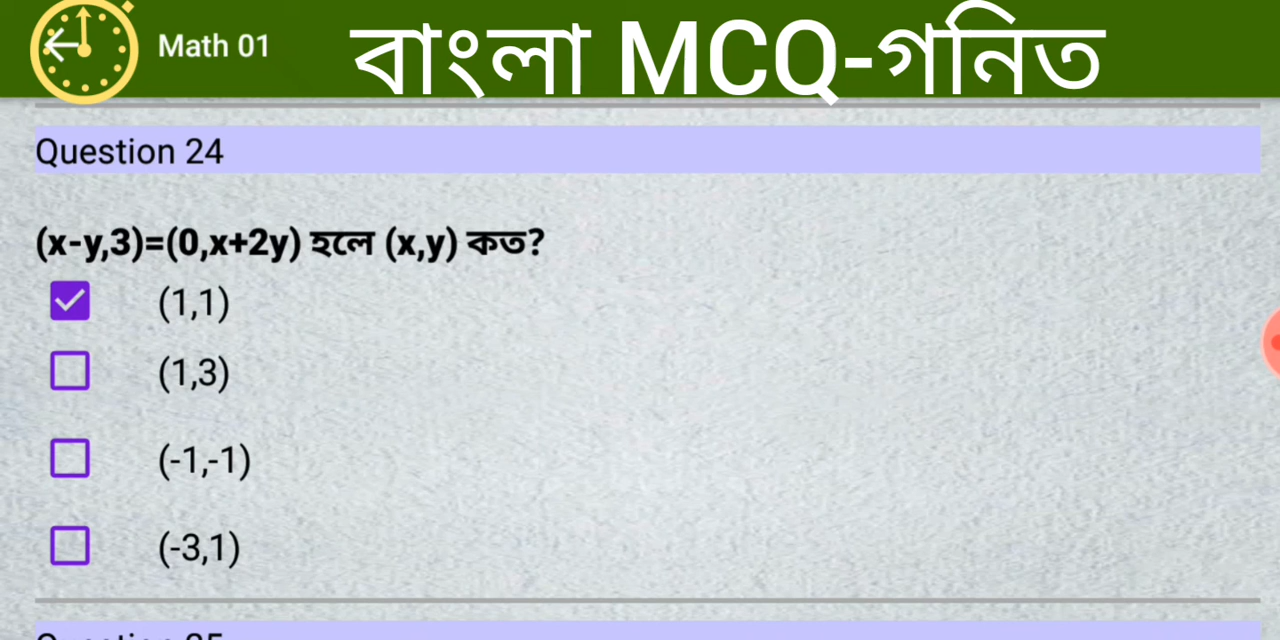 Math 01
বাংলা MCQ-গনিত
Question 24
(x-y,3)=(0,x+2y) হলে (x,y) কত?
(1,1)
(1,3)
(-1,-1)
(-3,1)